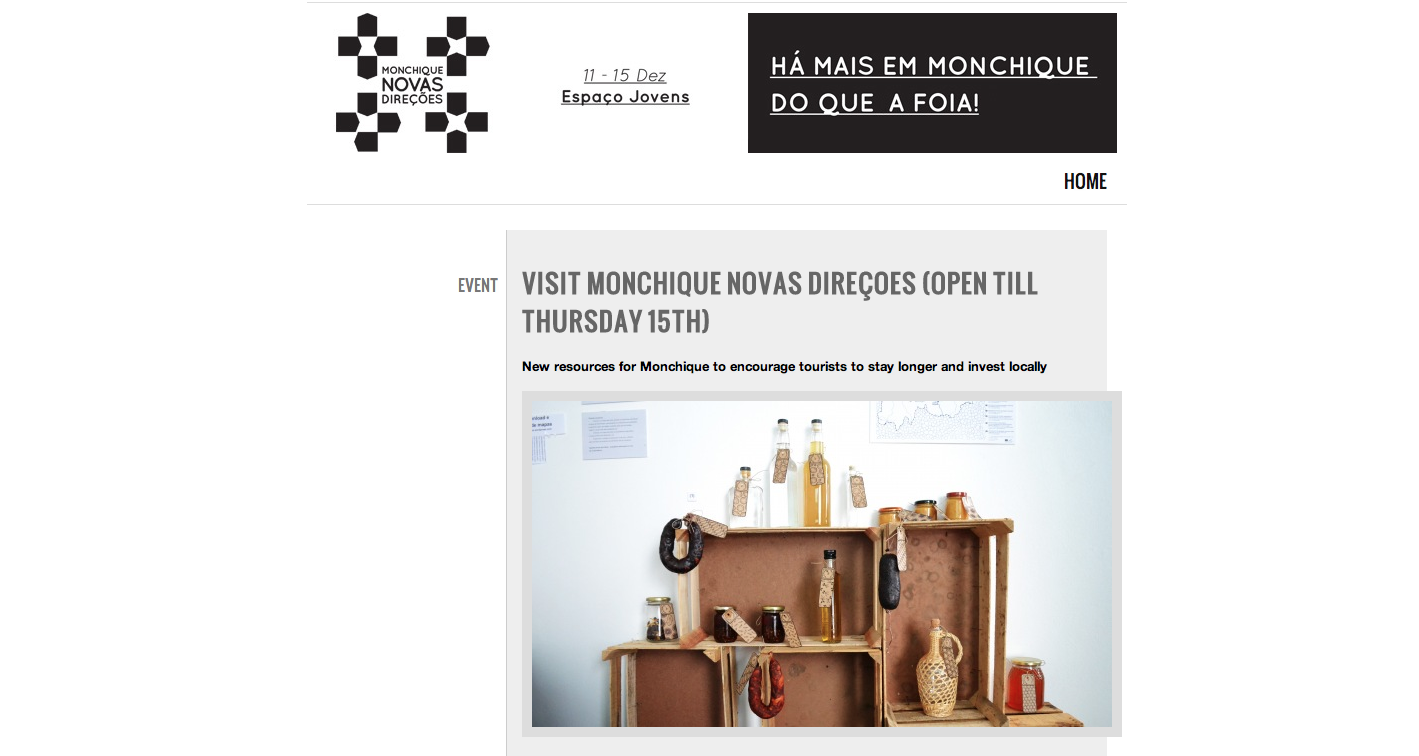 MONCHIQUE
NOVAS
DIREÇÕES
11 - 15 Dez
Espaço Jovens
HÁ MAIS EM MONCHIQUE
DO QUE A FOIA!
HOME
EVENT
VISIT MONCHIQUE NOVAS DIREÇOES (OPEN TILL
THURSDAY 15TH)
New resources for Monchique to encourage tourists to stay longer and invest locally